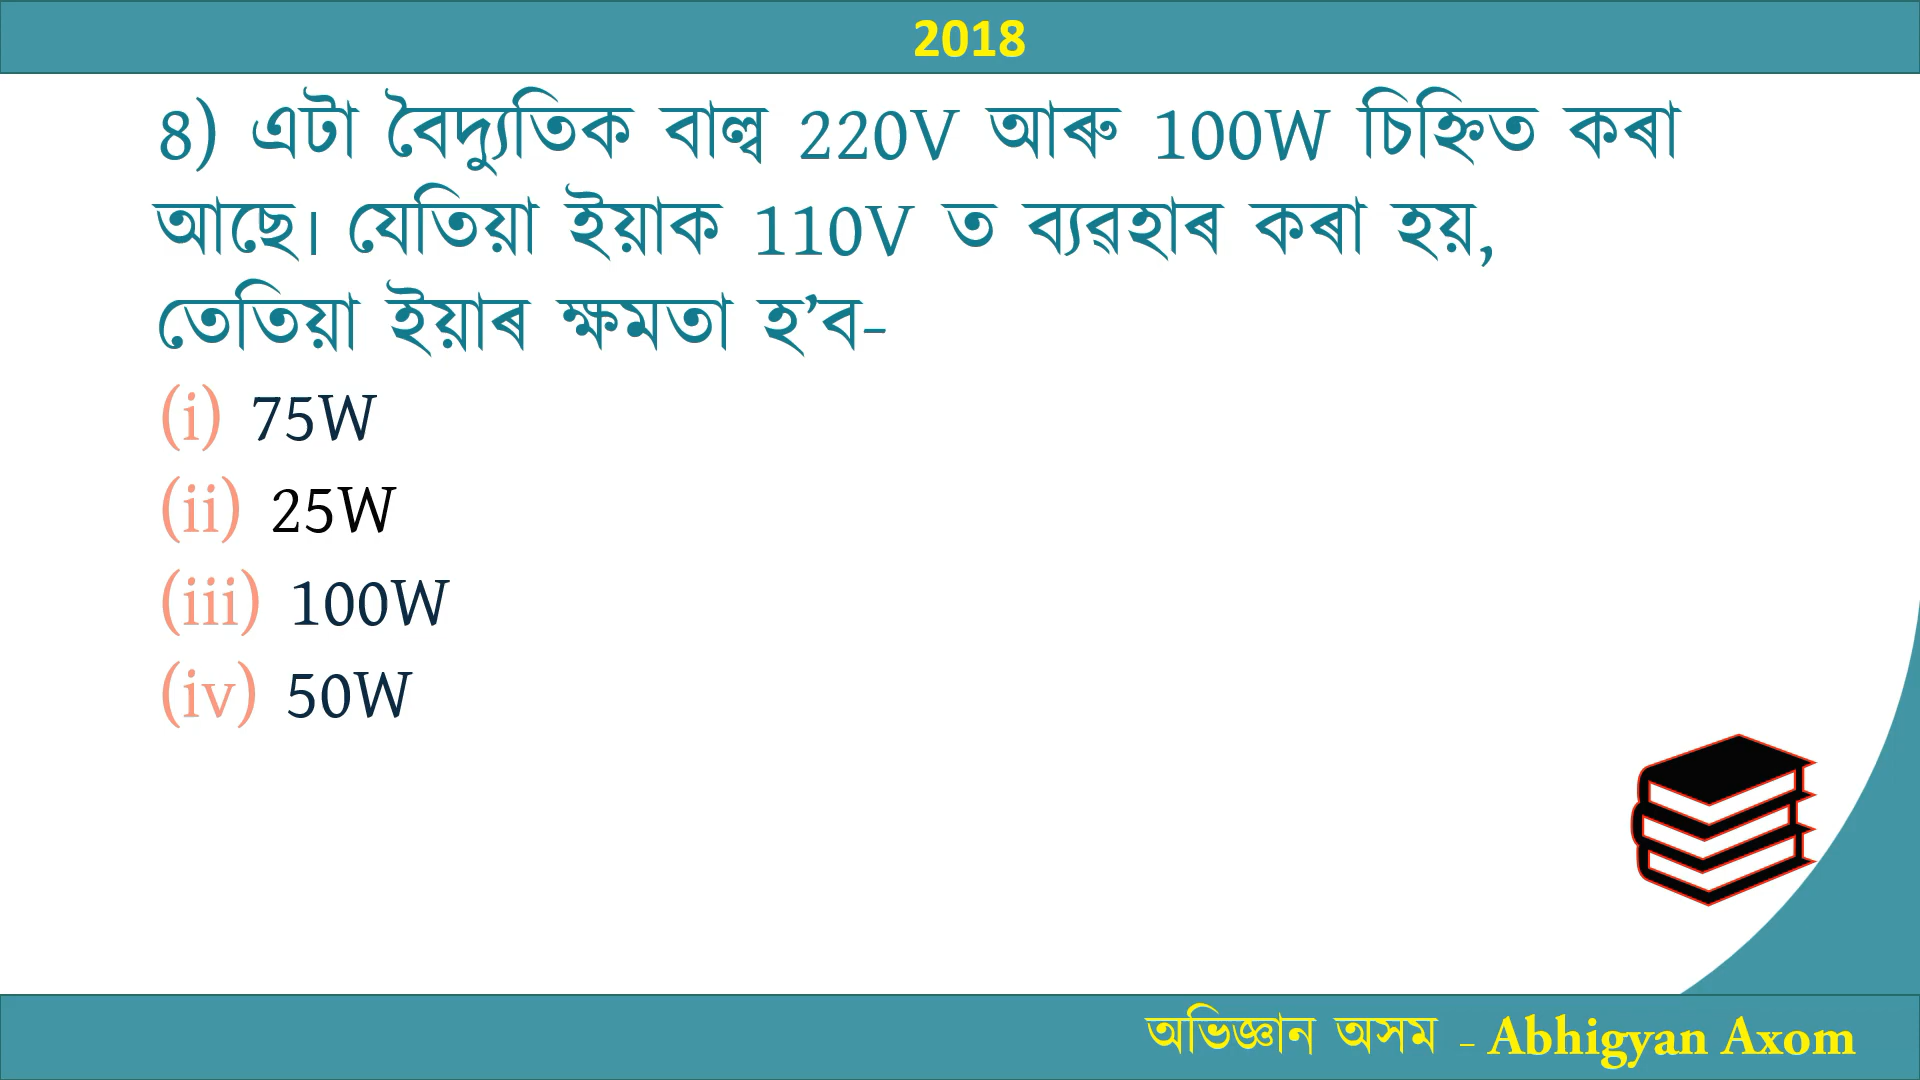 2018
8) এটা বৈদ্যুতিক বাল্ব 220V আৰু 100W চিহ্নিত কৰা
আছে। যেতিয়া ইয়াক 110V ত ব্যৱহাৰ কৰা হয়,
তেতিয়া ইয়াৰ ক্ষমতা হ’ব-
(i) 75W
(ii) 25W
(iii) 100W
(iv) 50W
অভিজ্ঞান অসম - Abhigyan Axom